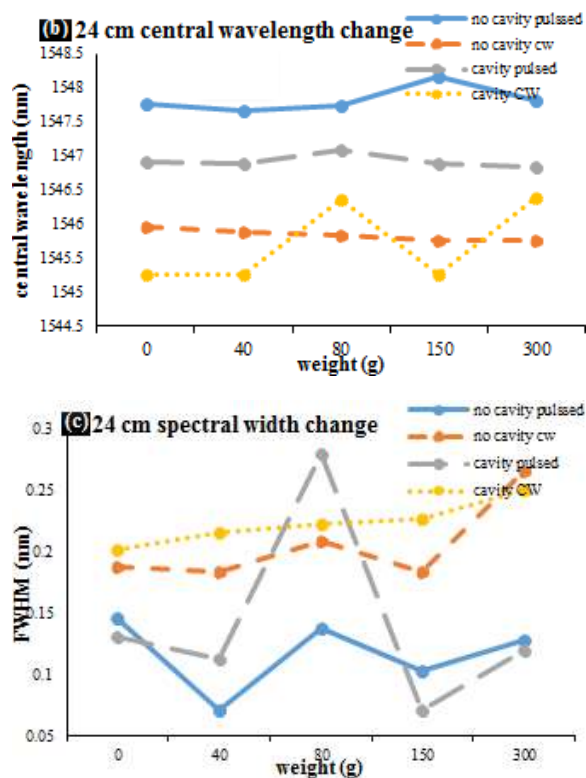 (b) 24 cm central wavelength change
no cavity pulssed
no cavity cw
cavity pulsed
cavity CW
central wavelength (nm)
1548.5
1548
1547.5
1547
1546.5
1546
1545.5
1545
1544.5
0 40 80 150 300
weight (g)
(c) 24 cm spectral width change
no cavity pulssed
no cavity cw
cavity pulsed
cavity CW
FWHM (nm)
0.3
0.25
0.2
0.15
0.1
0.05
0 40 80 150 300
weight (g)